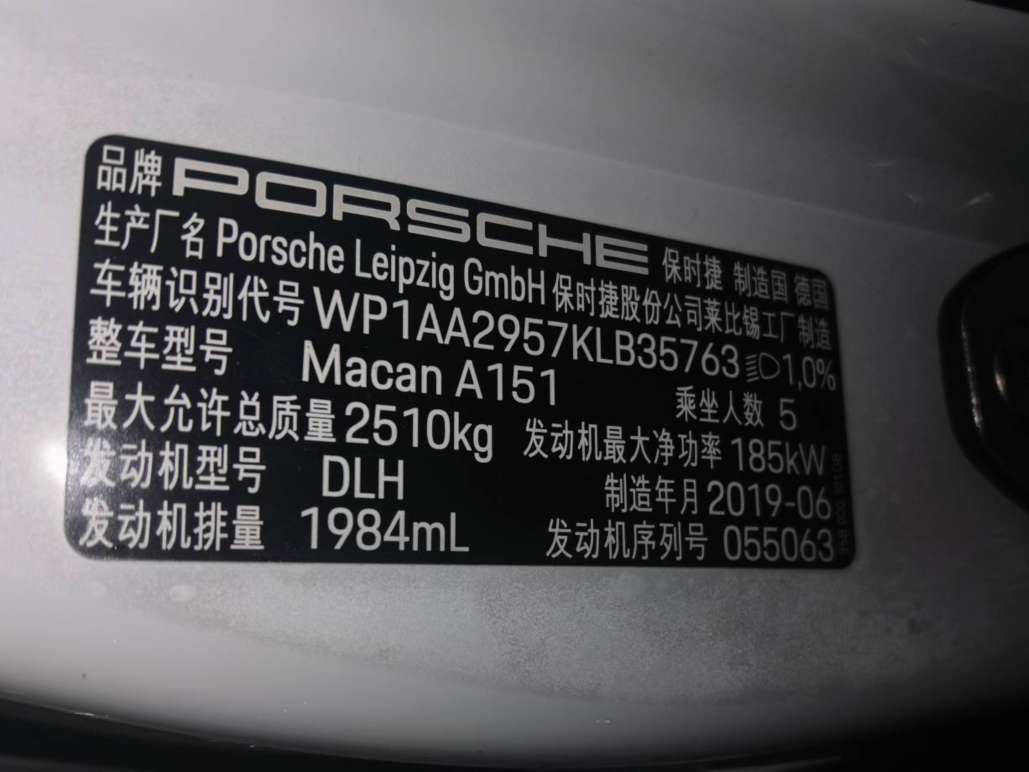 品牌 PORSCHE 保时捷 制造国 德国
生产厂名 Porsche Leipzig GmbH 保时捷股份公司莱比锡工厂制造
车辆识别代号 WP1AA2957KLB35763 1,0%
整车型号 Macan A151 乘坐人数 5
最大允许总质量 2510kg 发动机最大净功率 185kW
发动机型号 DLH 制造年月 2019-06
发动机排量 1984mL 发动机序列号 055063